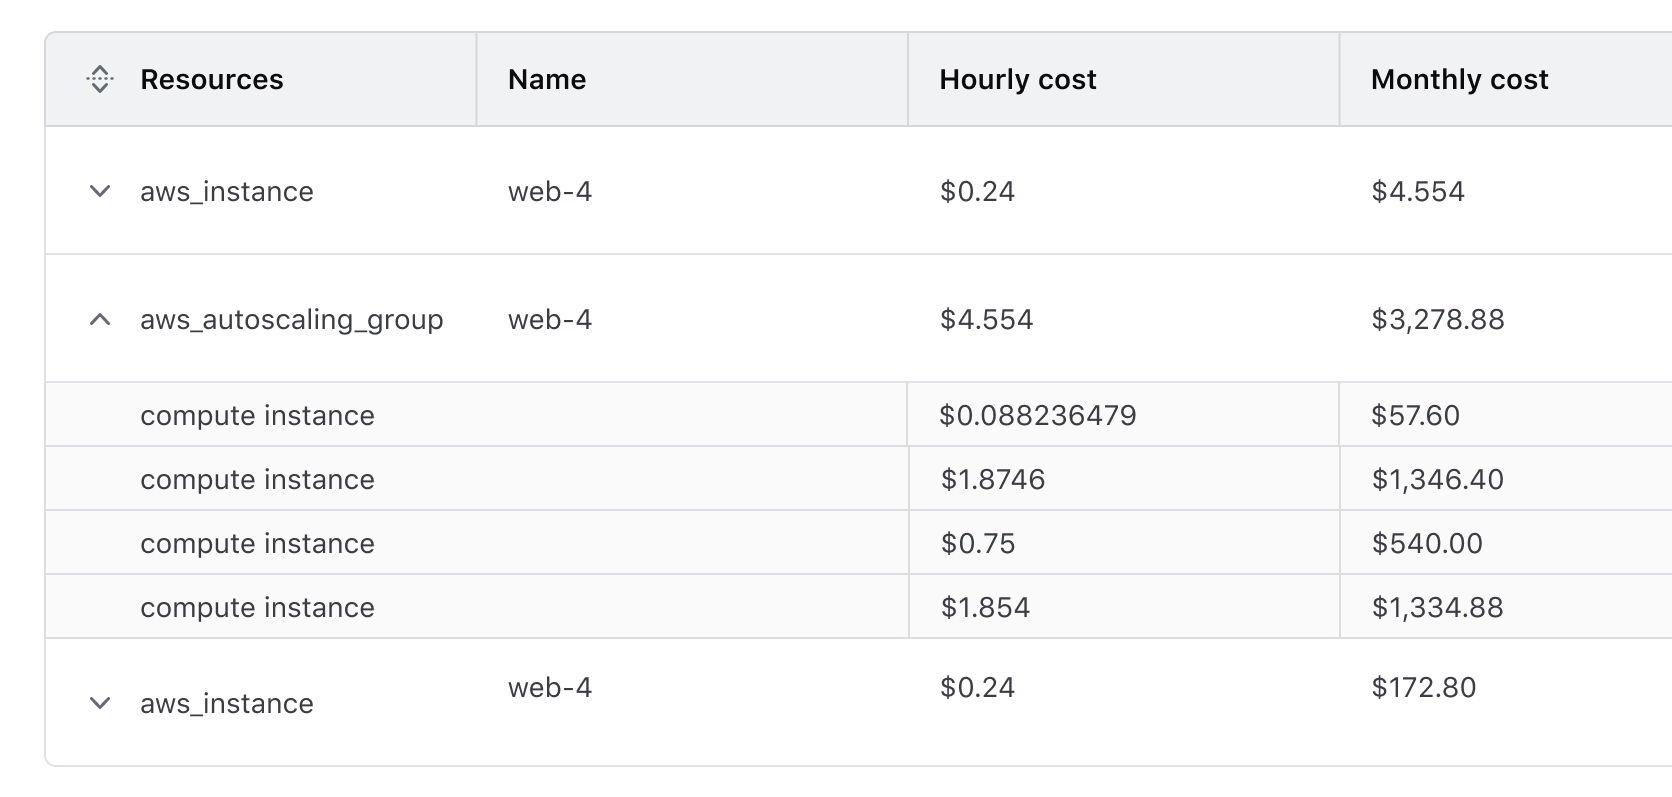 Resources Name Hourly cost Monthly cost
aws_instance web-4 $0.24 $4.554
aws_autoscaling_group web-4 $4.554 $3,278.88
compute instance $0.088236479 $57.60
compute instance $1.8746 $1,346.40
compute instance $0.75 $540.00
compute instance $1.854 $1,334.88
aws_instance web-4 $0.24 $172.80